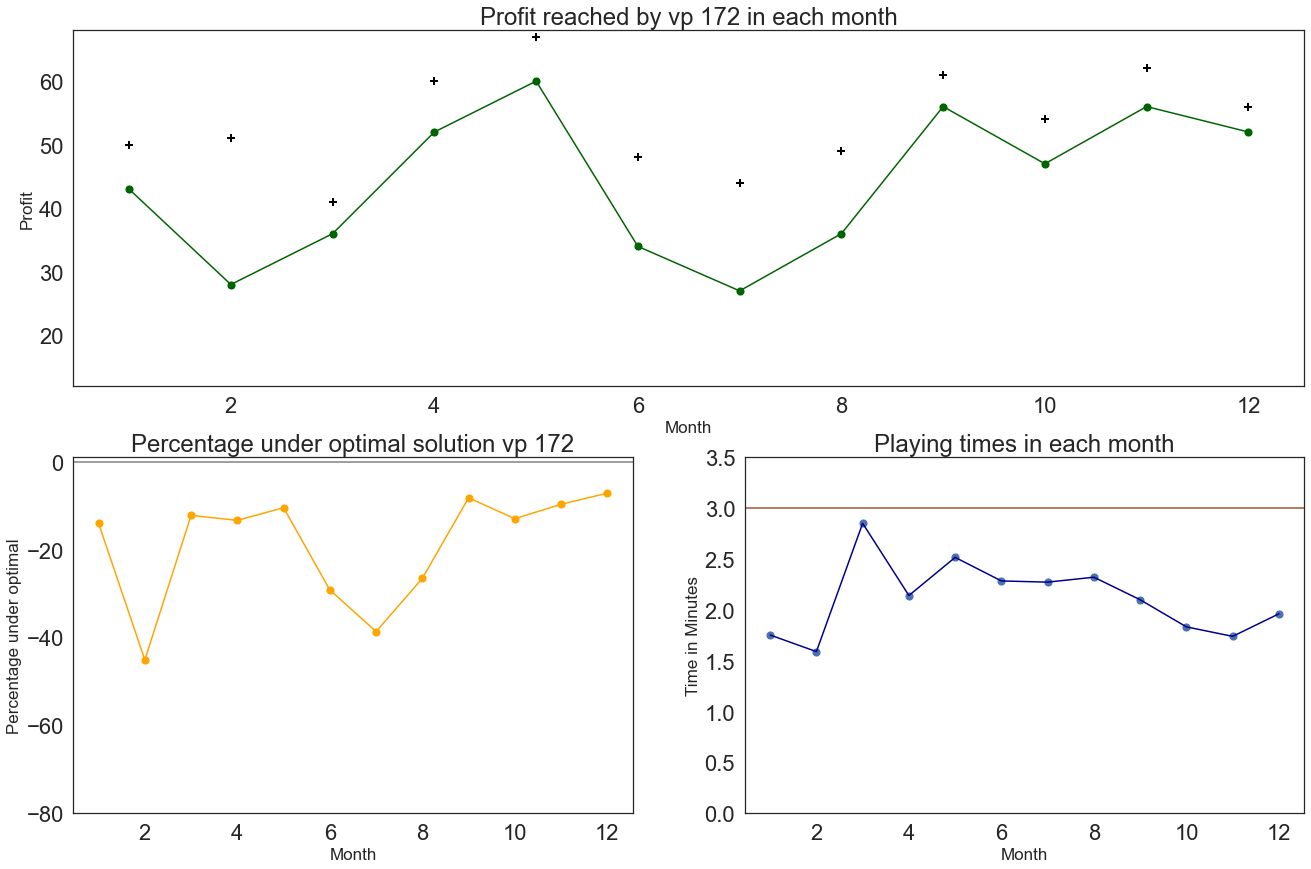 Profit reached by vp 172 in each month
Profit
60
50
40
30
20
2 4 6 8 10 12
Month
Percentage under optimal solution vp 172
Percentage under optimal
0
−20
−40
−60
−80
2 4 6 8 10 12
Month
Playing times in each month
Time in Minutes
3.5
3.0
2.5
2.0
1.5
1.0
0.5
0.0
2 4 6 8 10 12
Month